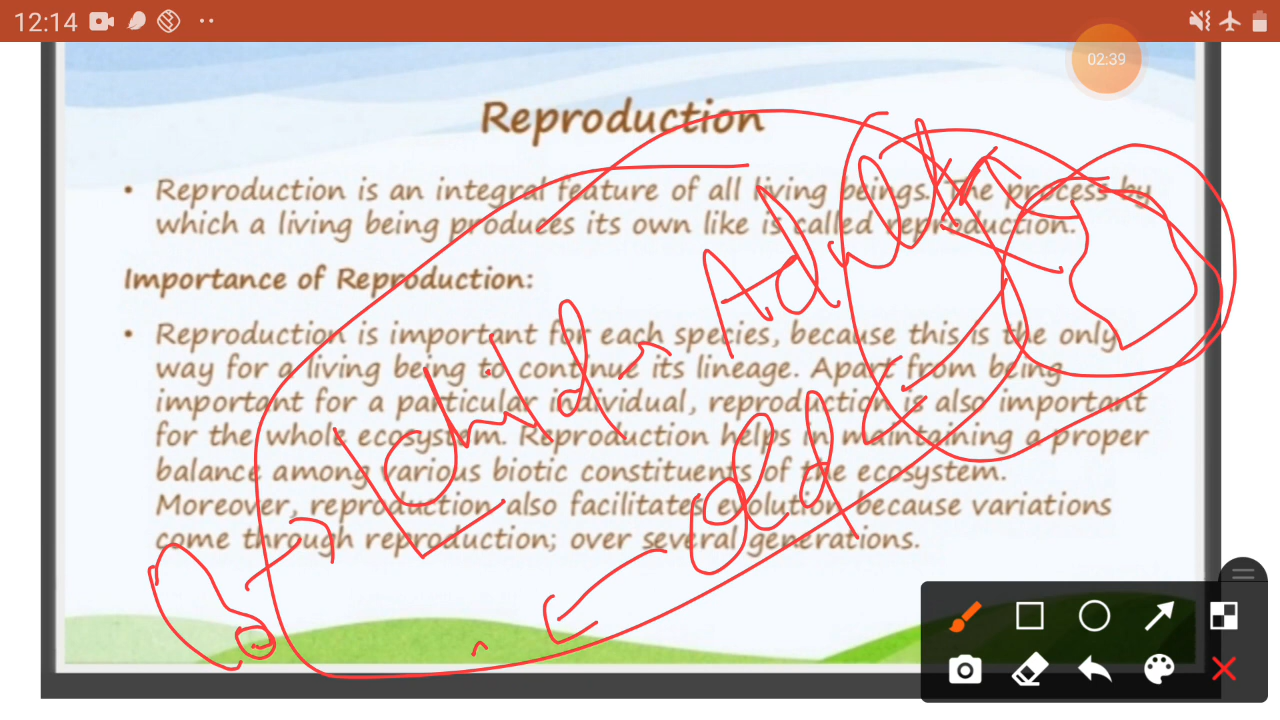 12:14
02:39
Reproduction
• Reproduction is an integral feature of all living beings. The process by
which a living being produces its own like is called reproduction.
Importance of Reproduction:
• Reproduction is important for each species, because this is the only
way for a living being to continue its lineage. Apart from being
important for a particular individual, reproduction is also important
for the whole ecosystem. Reproduction helps in maintaining a proper
balance among various biotic constituents of the ecosystem.
Moreover, reproduction also facilitates evolution because variations
come through reproduction; over several generations.
Child
Adult
old